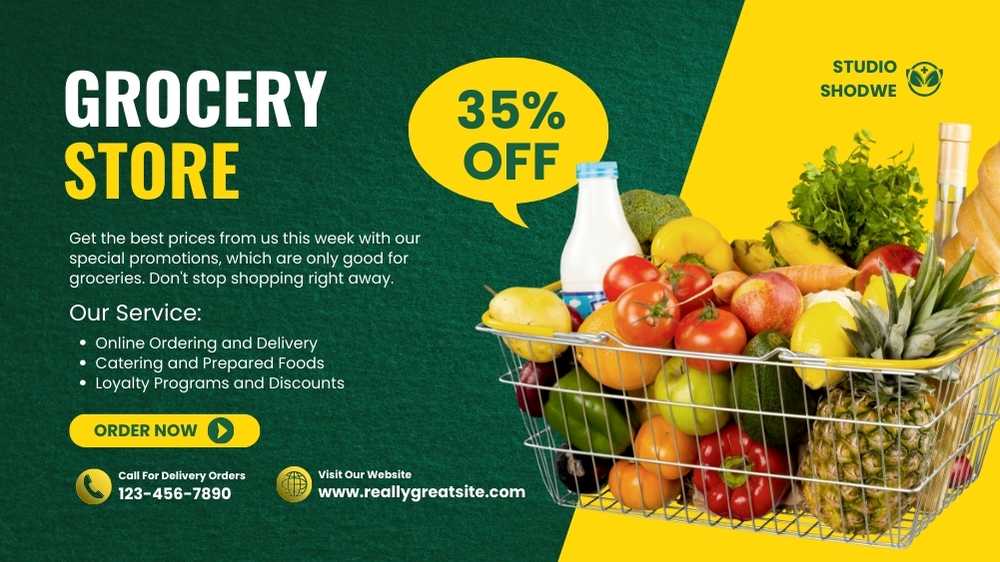 GROCERY
STORE
35%
OFF
STUDIO
SHODWE
Get the best prices from us this week with our
special promotions, which are only good for
groceries. Don't stop shopping right away.
Our Service:
• Online Ordering and Delivery
• Catering and Prepared Foods
• Loyalty Programs and Discounts
ORDER NOW
Call For Delivery Orders
123-456-7890
Visit Our Website
www.reallygreatsite.com